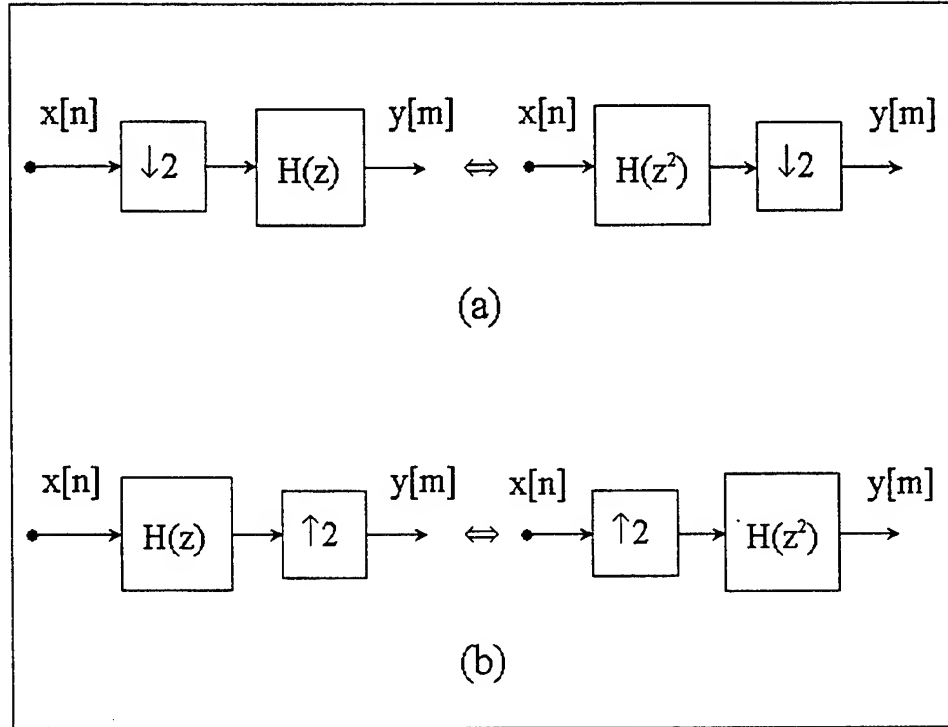 x[n] ↓2 H(z) y[m] ⇔ x[n] H(z²) ↓2 y[m]
(a)
x[n] H(z) ↑2 y[m] ⇔ x[n] ↑2 H(z²) y[m]
(b)